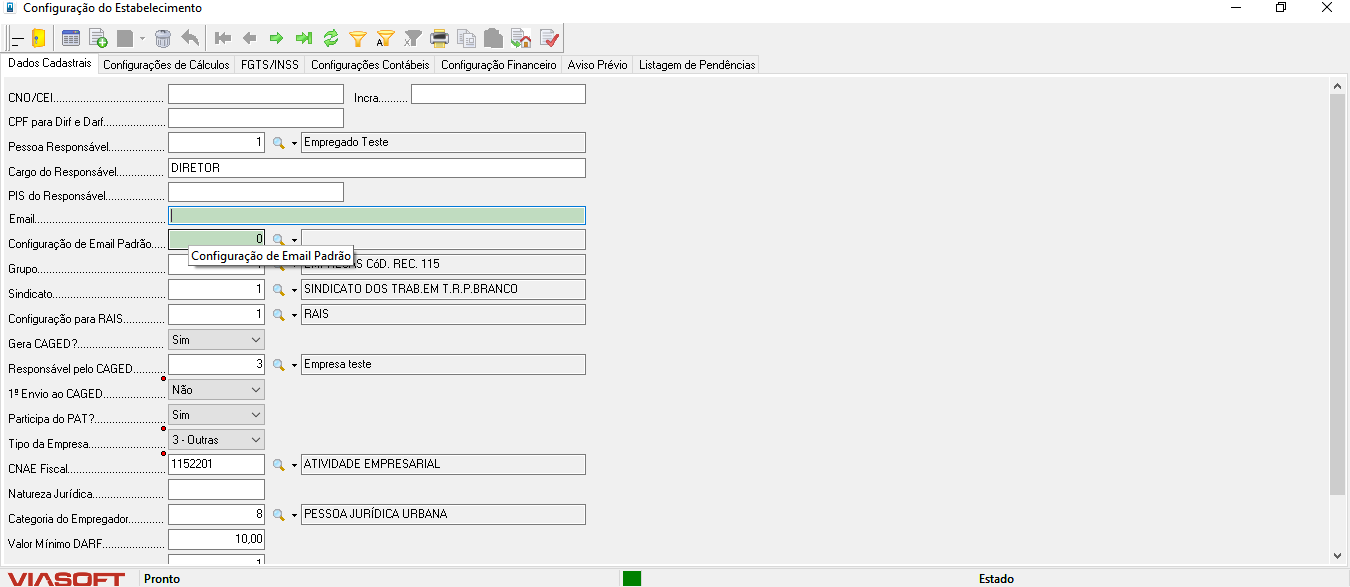 Configuração do Estabelecimento
Dados Cadastrais Configurações de Cálculos FGTS/INSS Configurações Contábeis Configuração Financeiro Aviso Prévio Listagem de Pendências
CNO/CEI................................... Incra..........
CPF para Dirf e Darf...................
Pessoa Responsável.................. 1 Empregado Teste
Cargo do Responsável............... DIRETOR
PIS do Responsável...................
Email..........................................
Configuração de Email Padrão..... 0
Configuração de Email Padrão
Grupo......................................... CóD. REC. 115
Sindicato.................................... 1 SINDICATO DOS TRAB.EM T.R.P.BRANCO
Configuração para RAIS............. 1 RAIS
Gera CAGED?........................... Sim
Responsável pelo CAGED.......... 3 Empresa teste
1º Envio ao CAGED.................... Não
Participa do PAT?....................... Sim
Tipo da Empresa........................ 3 - Outras
CNAE Fiscal............................... 1152201 ATIVIDADE EMPRESARIAL
Natureza Jurídica.......................
Categoria do Empregador........... 8 PESSOA JURÍDICA URBANA
Valor Mínimo DARF.................... 10,00
VIASOFT Pronto Estado